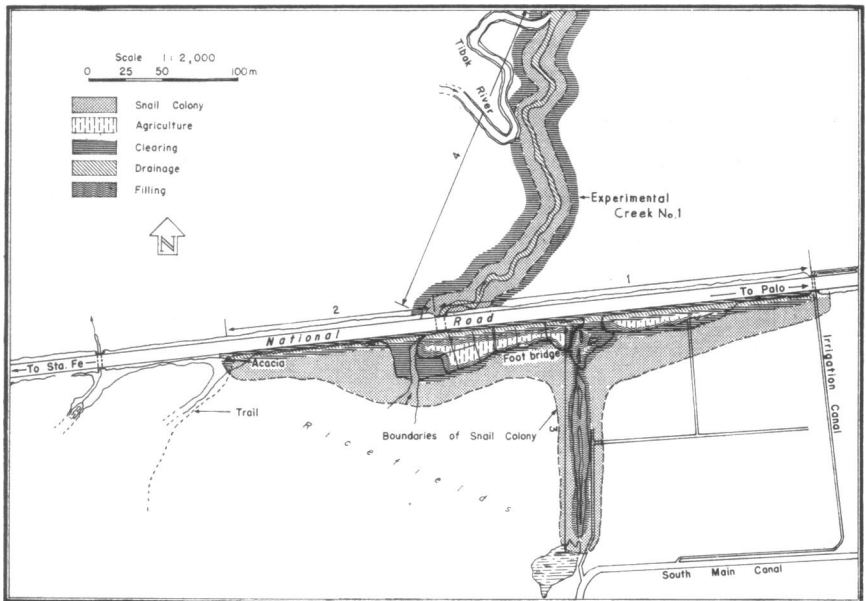 Scale 1:2,000
0 25 50 100m
Snail Colony
Agriculture
Clearing
Drainage
Filling
N
Tibak
River
4
Experimental
Creek No.1
1
2
To Palo
National Road
To Sta. Fe
Acacia
Foot bridge
Trail
Boundaries of Snail Colony
3
Irrigation Canal
Ricefields
South Main Canal